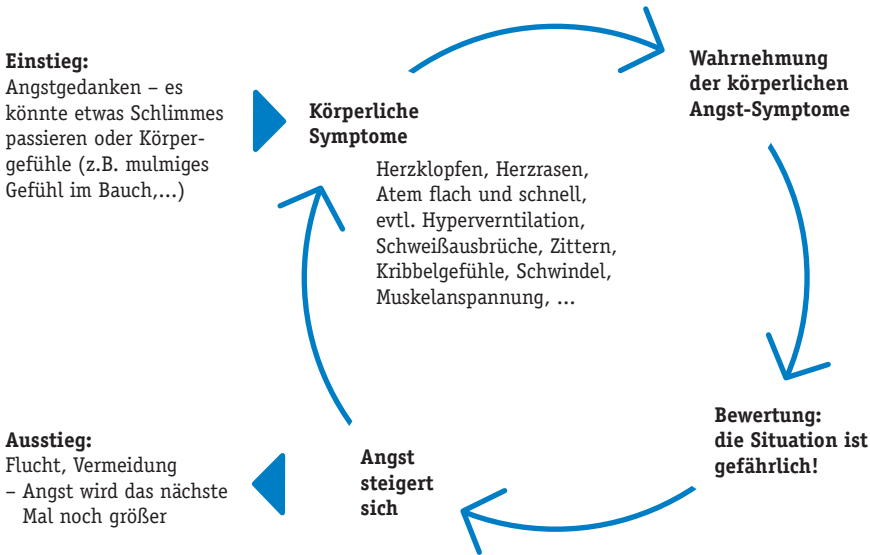 Einstieg:
Angstgedanken – es
könnte etwas Schlimmes
passieren oder Körper-
gefühle (z.B. mulmiges
Gefühl im Bauch,...)
Körperliche
Symptome
Herzklopfen, Herzrasen,
Atem flach und schnell,
evtl. Hyperverntilation,
Schweißausbrüche, Zittern,
Kribbelgefühle, Schwindel,
Muskelanspannung, ...
Wahrnehmung
der körperlichen
Angst-Symptome
Bewertung:
die Situation ist
gefährlich!
Angst
steigert
sich
Ausstieg:
Flucht, Vermeidung
– Angst wird das nächste
Mal noch größer